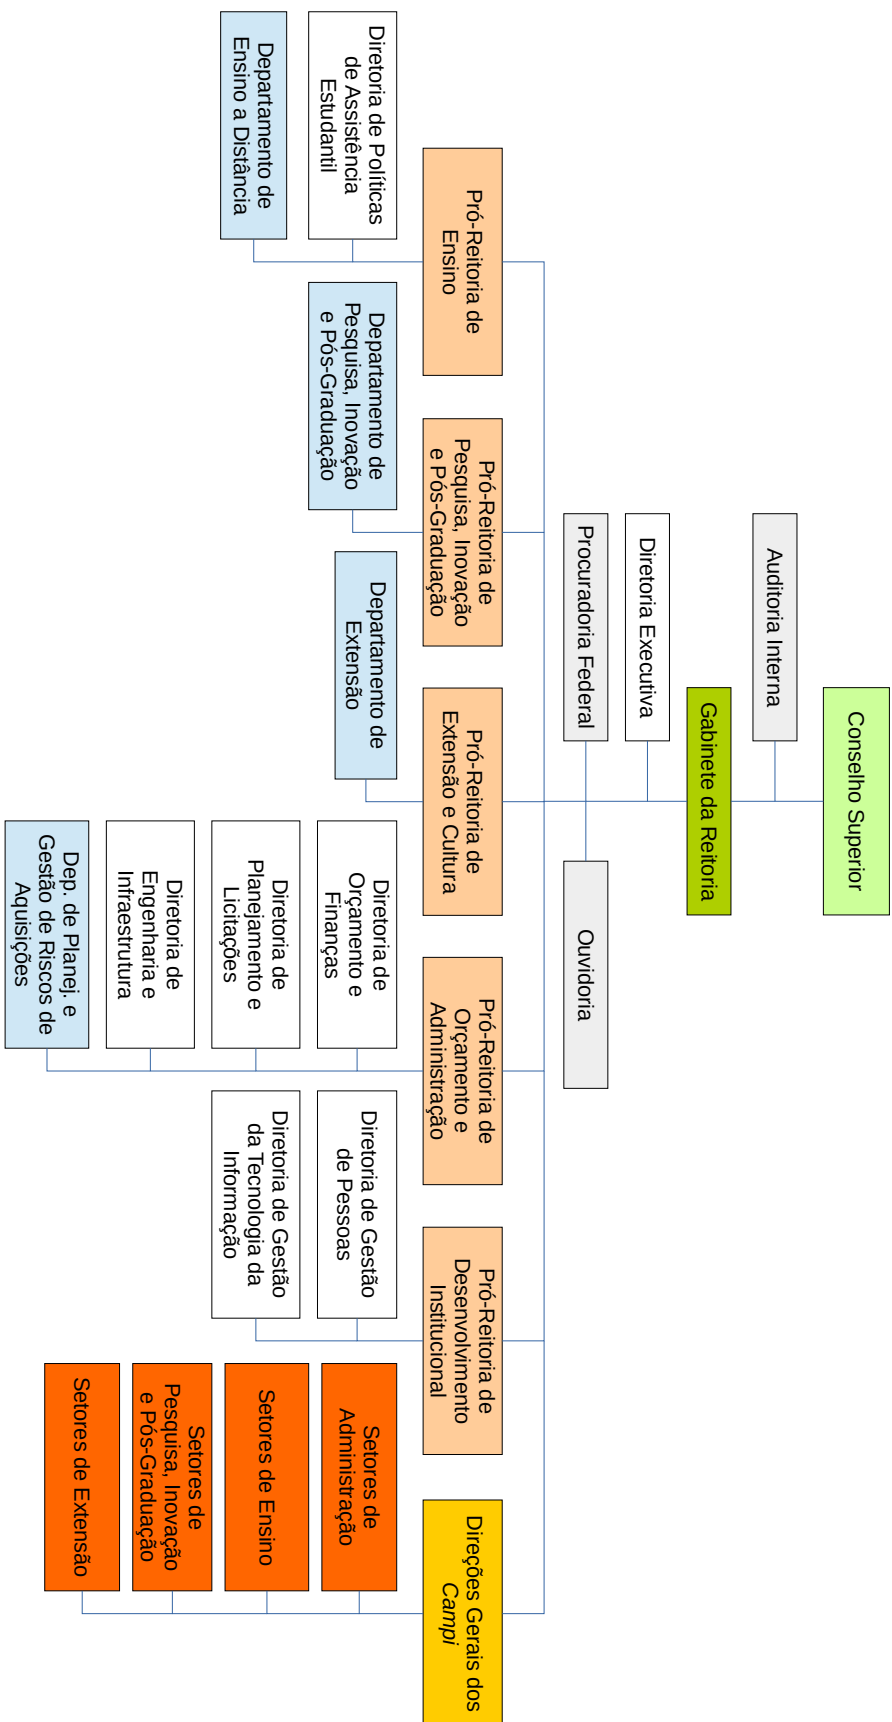 Conselho Superior
Auditoria Interna
Gabinete da Reitoria
Diretoria Executiva
Procuradoria Federal
Ouvidoria
Pró-Reitoria de
Ensino
Pró-Reitoria de
Pesquisa, Inovação
e Pós-Graduação
Pró-Reitoria de
Extensão e Cultura
Pró-Reitoria de
Orçamento e
Administração
Pró-Reitoria de
Desenvolvimento
Institucional
Direções Gerais dos
Campi
Diretoria de Políticas
de Assistência
Estudantil
Departamento de
Ensino a Distância
Departamento de
Pesquisa, Inovação
e Pós-Graduação
Departamento de
Extensão
Diretoria de
Orçamento e
Finanças
Diretoria de
Planejamento e
Licitações
Diretoria de
Engenharia e
Infraestrutura
Dep. de Planej. e
Gestão de Riscos de
Aquisições
Diretoria de Gestão
de Pessoas
Diretoria de Gestão
da Tecnologia da
Informação
Setores de
Administração
Setores de Ensino
Setores de
Pesquisa, Inovação
e Pós-Graduação
Setores de Extensão